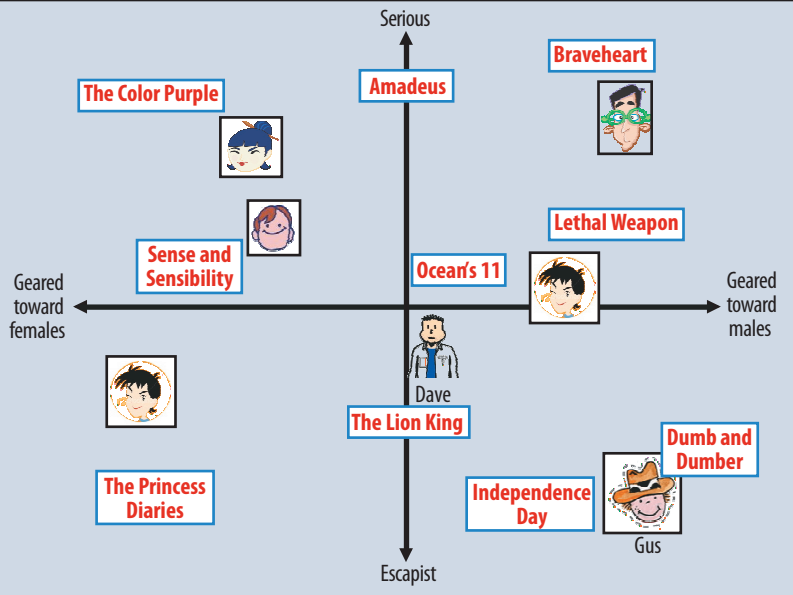 Serious
Braveheart
The Color Purple
Amadeus
Lethal Weapon
Sense and
Sensibility
Ocean's 11
Geared
toward
females
Geared
toward
males
Dave
The Lion King
Dumb and
Dumber
The Princess
Diaries
Independence
Day
Gus
Escapist